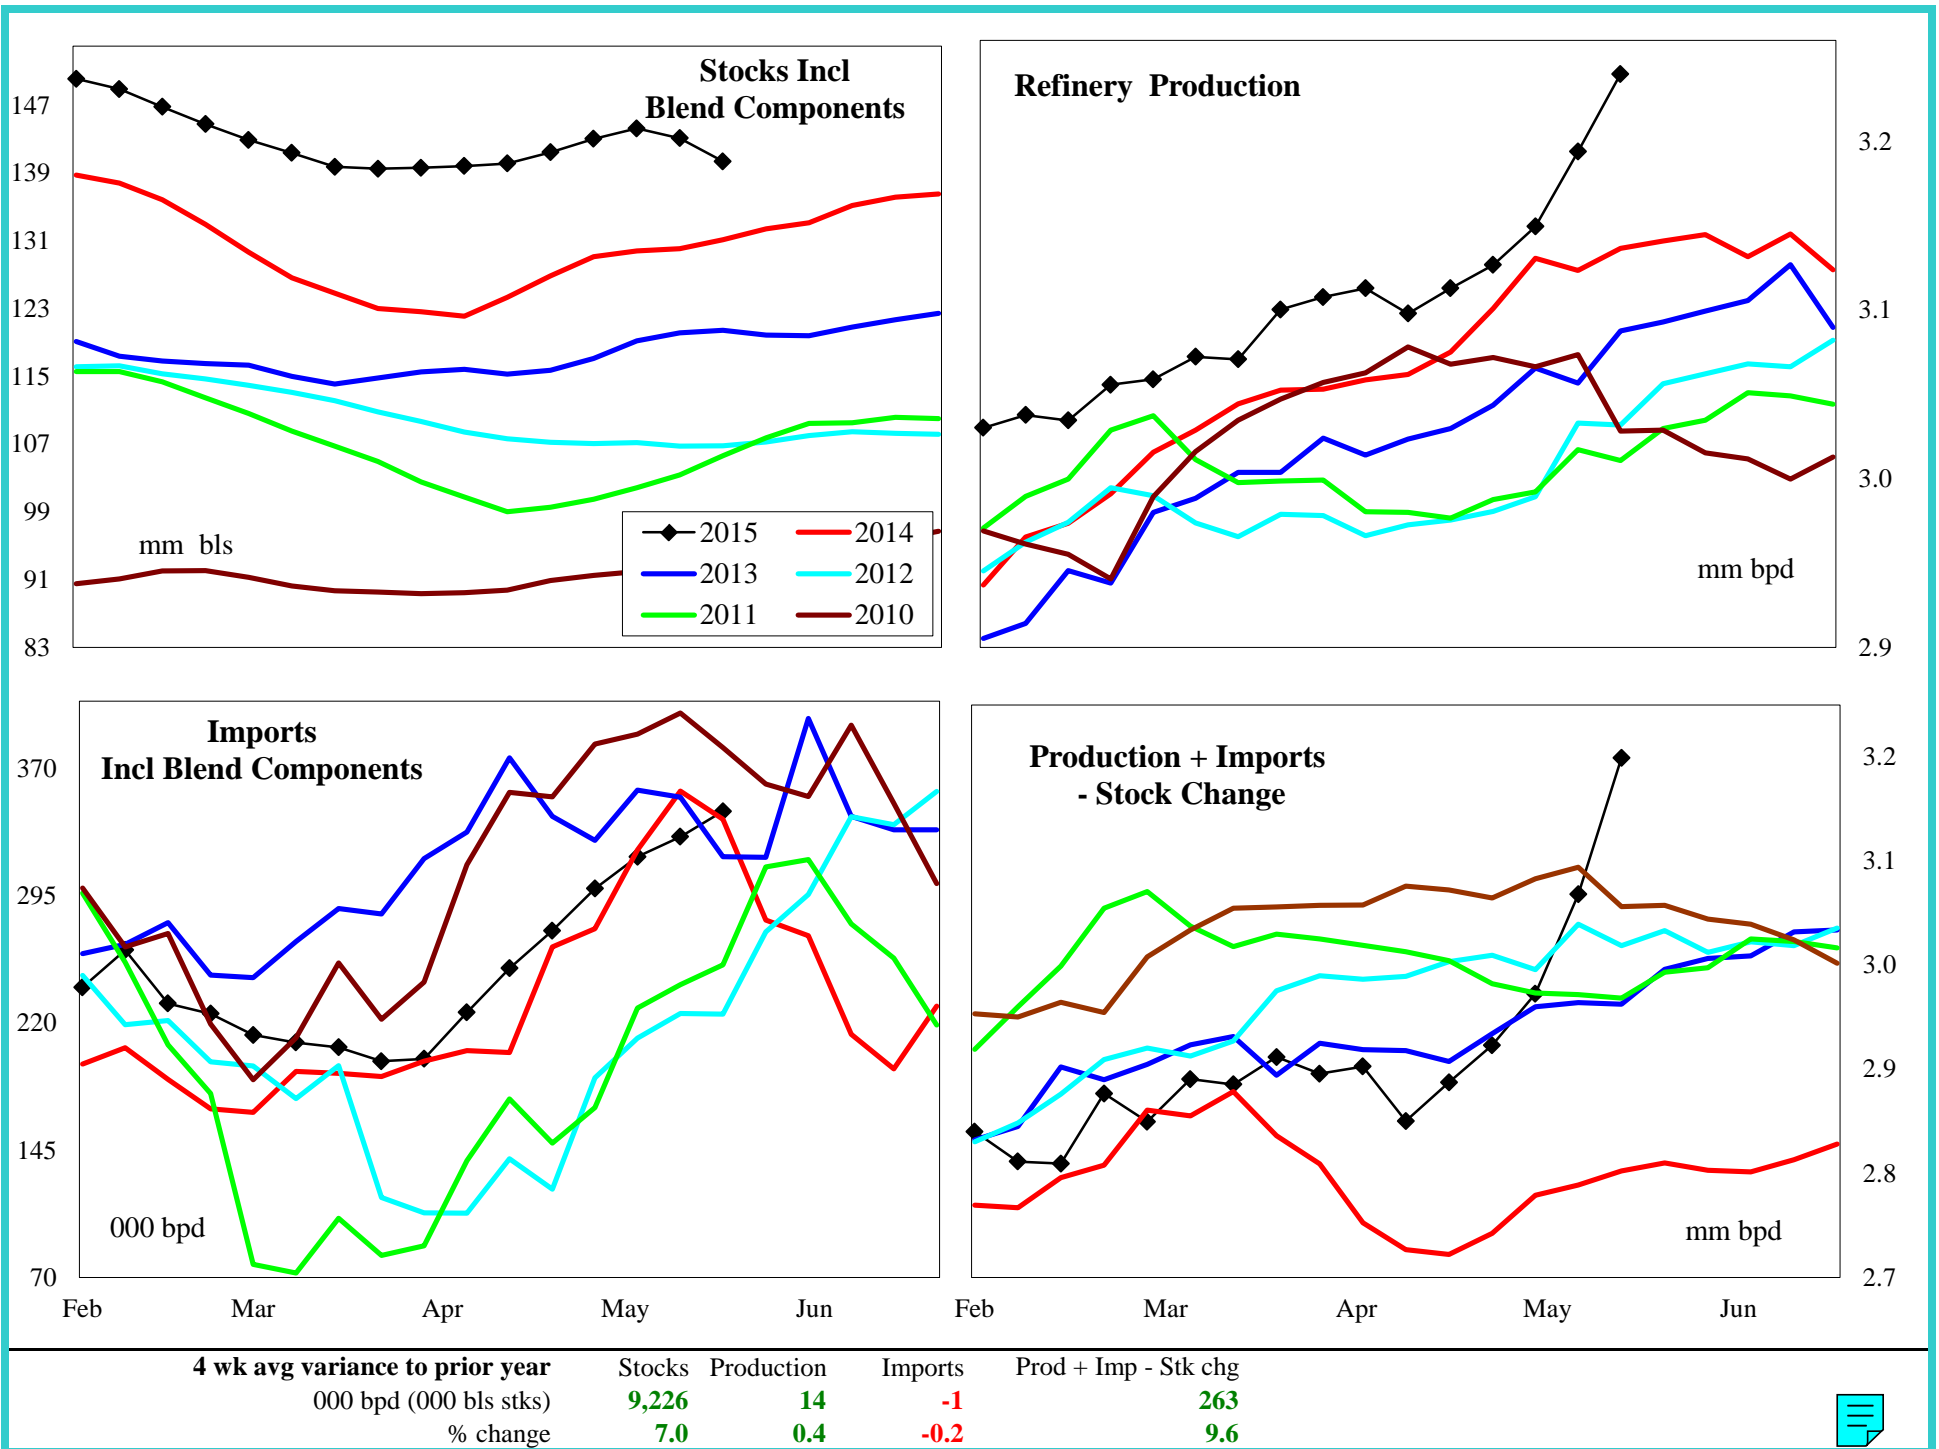 Stocks Incl
Blend Components
147
139
131
123
115
107
99
91
83
mm bls
2015 2014
2013 2012
2011 2010
Refinery Production
3.2
3.1
3.0
2.9
mm bpd
Imports
Incl Blend Components
370
295
220
145
70
000 bpd
Feb Mar Apr May Jun
Production + Imports
- Stock Change
3.2
3.1
3.0
2.9
2.8
2.7
mm bpd
Feb Mar Apr May Jun
4 wk avg variance to prior year Stocks Production Imports Prod + Imp - Stk chg
000 bpd (000 bls stks) 9,226 14 -1 263
% change 7.0 0.4 -0.2 9.6